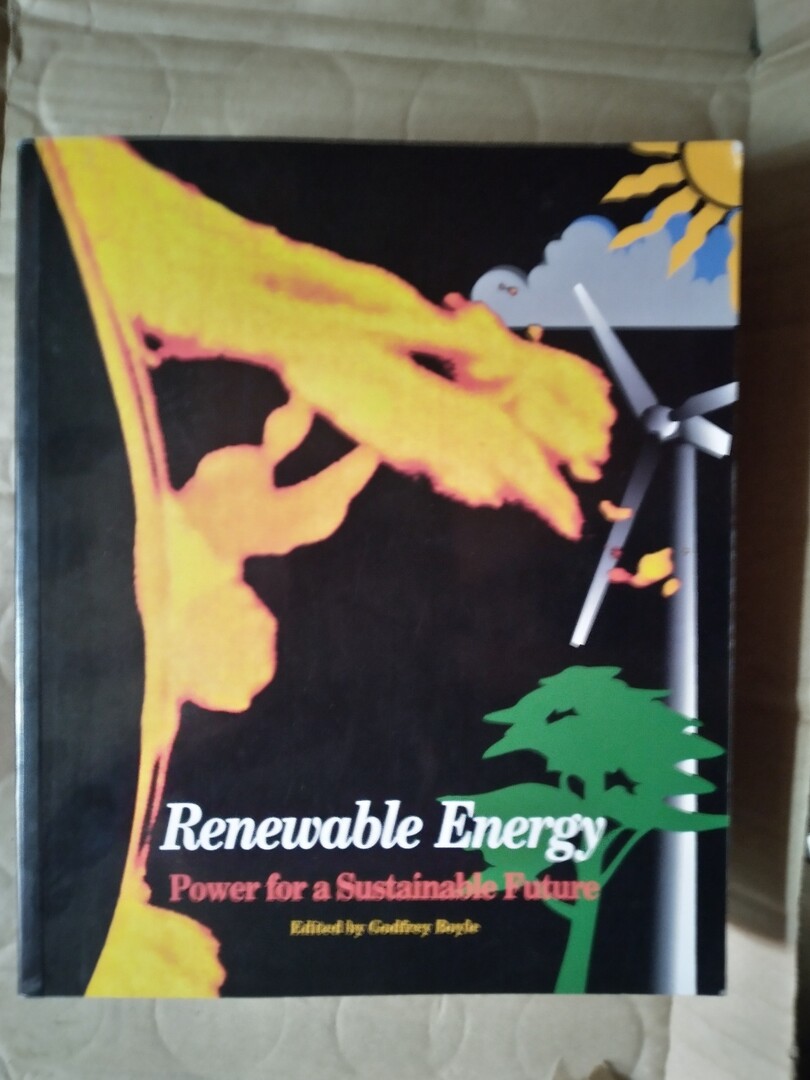 Renewable Energy
Power for a Sustainable Future
Edited by Godfrey Boyle